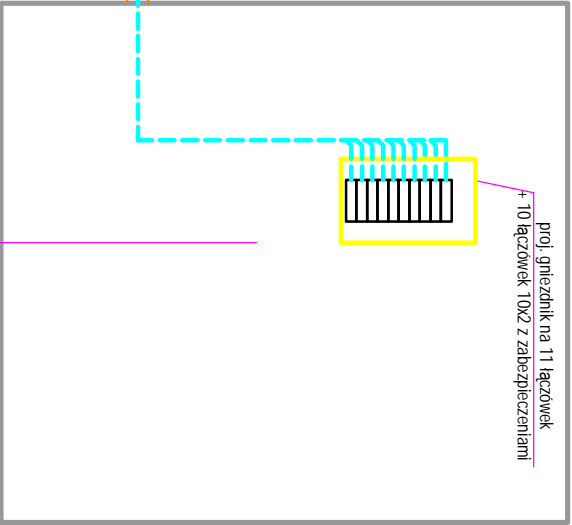 proj. gniezdnik na 11 łączówek
+ 10 łączówek 10x2 z zabezpieczeniami